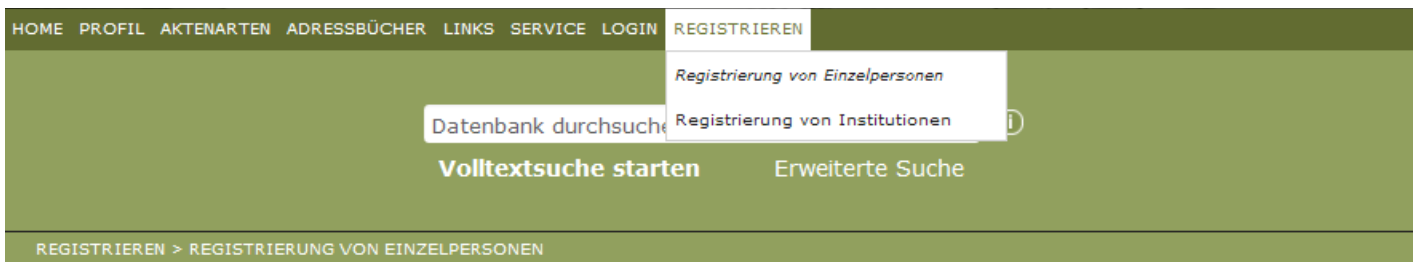 HOME PROFIL AKTENARTEN ADRESSBÜCHER LINKS SERVICE LOGIN REGISTRIEREN
Registrierung von Einzelpersonen
Datenbank durchsuche
Registrierung von Institutionen
i
Volltextsuche starten Erweiterte Suche
REGISTRIEREN > REGISTRIERUNG VON EINZELPERSONEN